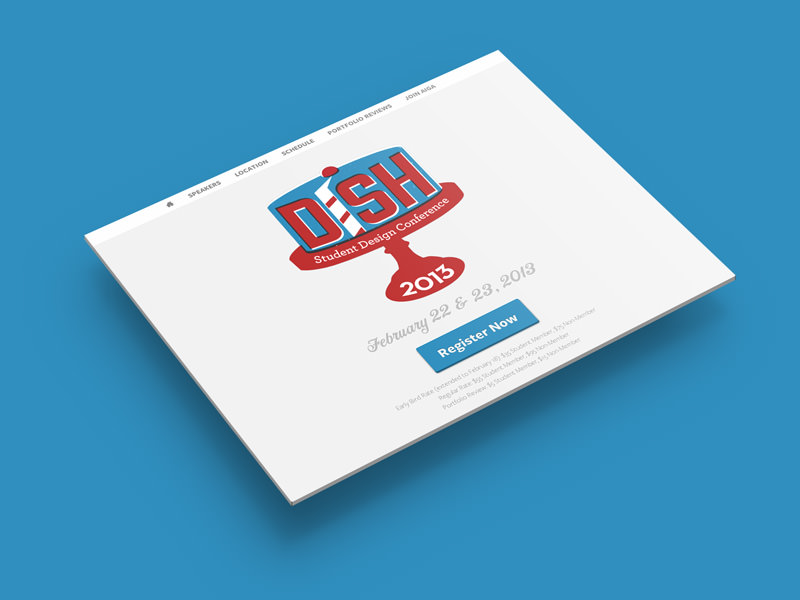 SPEAKERS LOCATION SCHEDULE PORTFOLIO REVIEWS JOIN AIGA
DISH
Student Design Conference
2013
February 22 & 23, 2013
Register Now
Early Bird Rate (extended to February 18): $35 Student Member, $75 Non-Member
Regular Rate: $55 Student Member, $95 Non-Member
Portfolio Review: $5 Student Member, $15 Non-Member